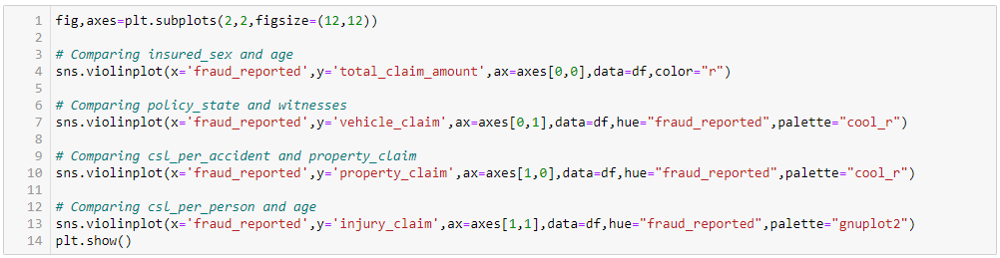 1 fig,axes=plt.subplots(2,2,figsize=(12,12))
2
3 # Comparing insured_sex and age
4 sns.violinplot(x='fraud_reported',y='total_claim_amount',ax=axes[0,0],data=df,color="r")
5
6 # Comparing policy_state and witnesses
7 sns.violinplot(x='fraud_reported',y='vehicle_claim',ax=axes[0,1],data=df,hue="fraud_reported",palette="cool_r")
8
9 # Comparing csl_per_accident and property_claim
10 sns.violinplot(x='fraud_reported',y='property_claim',ax=axes[1,0],data=df,hue="fraud_reported",palette="cool_r")
11
12 # Comparing csl_per_person and age
13 sns.violinplot(x='fraud_reported',y='injury_claim',ax=axes[1,1],data=df,hue="fraud_reported",palette="gnuplot2")
14 plt.show()